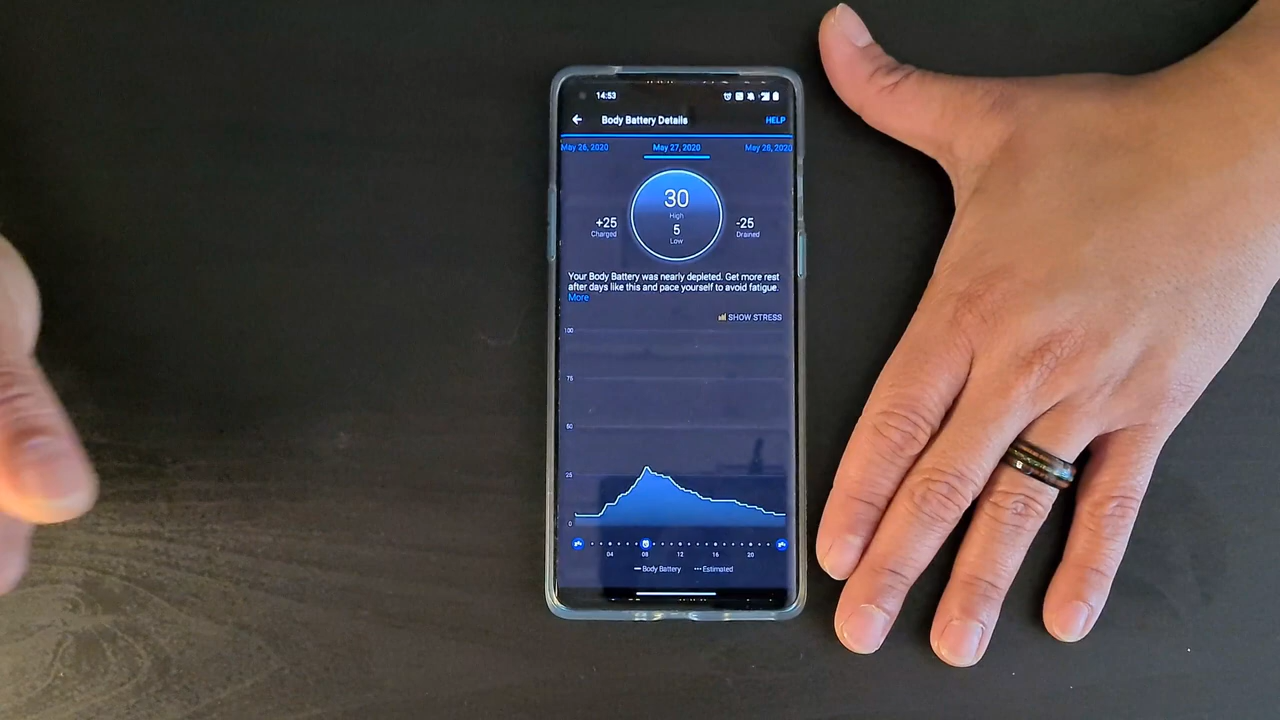 14:53
Body Battery Details
HELP
May 26, 2020
May 27, 2020
May 28, 2020
30
High
5
Low
+25
Charged
-25
Drained
Your Body Battery was nearly depleted. Get more rest
after days like this and pace yourself to avoid fatigue.
More
SHOW STRESS
100
75
50
25
0
04 08 12 16 20
Body Battery Estimated